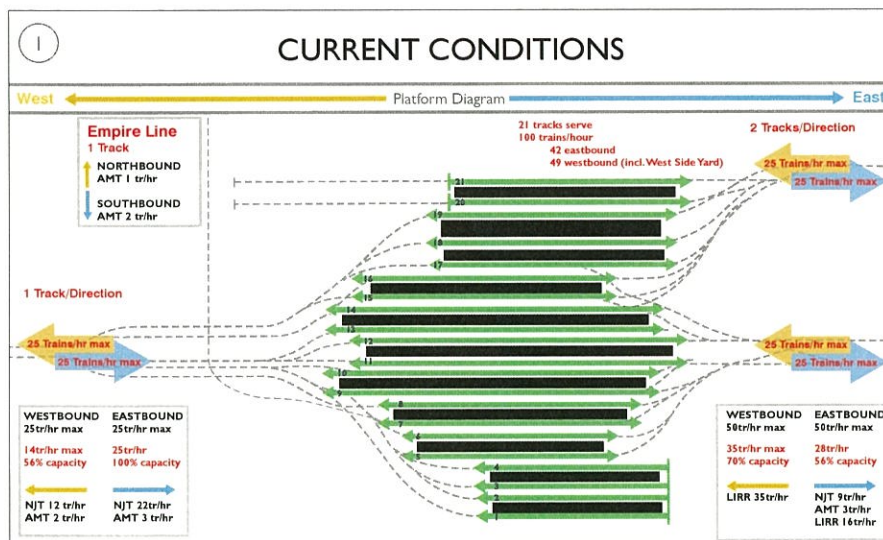 1
CURRENT CONDITIONS
West
Platform Diagram
East
Empire Line
1 Track
NORTHBOUND
AMT 1 tr/hr
SOUTHBOUND
AMT 2 tr/hr
21 tracks serve
100 trains/hour
42 eastbound
49 westbound (incl. West Side Yard)
2 Tracks/Direction
25 Trains/hr max
25 Trains/hr max
21
20
19
18
17
16
15
1 Track/Direction
14
13
25 Trains/hr max
25 Trains/hr max
12
11
10
9
25 Trains/hr max
25 Trains/hr max
8
7
6
5
4
3
2
1
WESTBOUND
25tr/hr max
14tr/hr max
56% capacity
NJT 12 tr/hr
AMT 2 tr/hr
EASTBOUND
25tr/hr max
25tr/hr
100% capacity
NJT 22tr/hr
AMT 3 tr/hr
WESTBOUND
50tr/hr max
35tr/hr max
70% capacity
LIRR 35tr/hr
EASTBOUND
50tr/hr max
28tr/hr
56% capacity
NJT 9tr/hr
AMT 3tr/hr
LIRR 16tr/hr